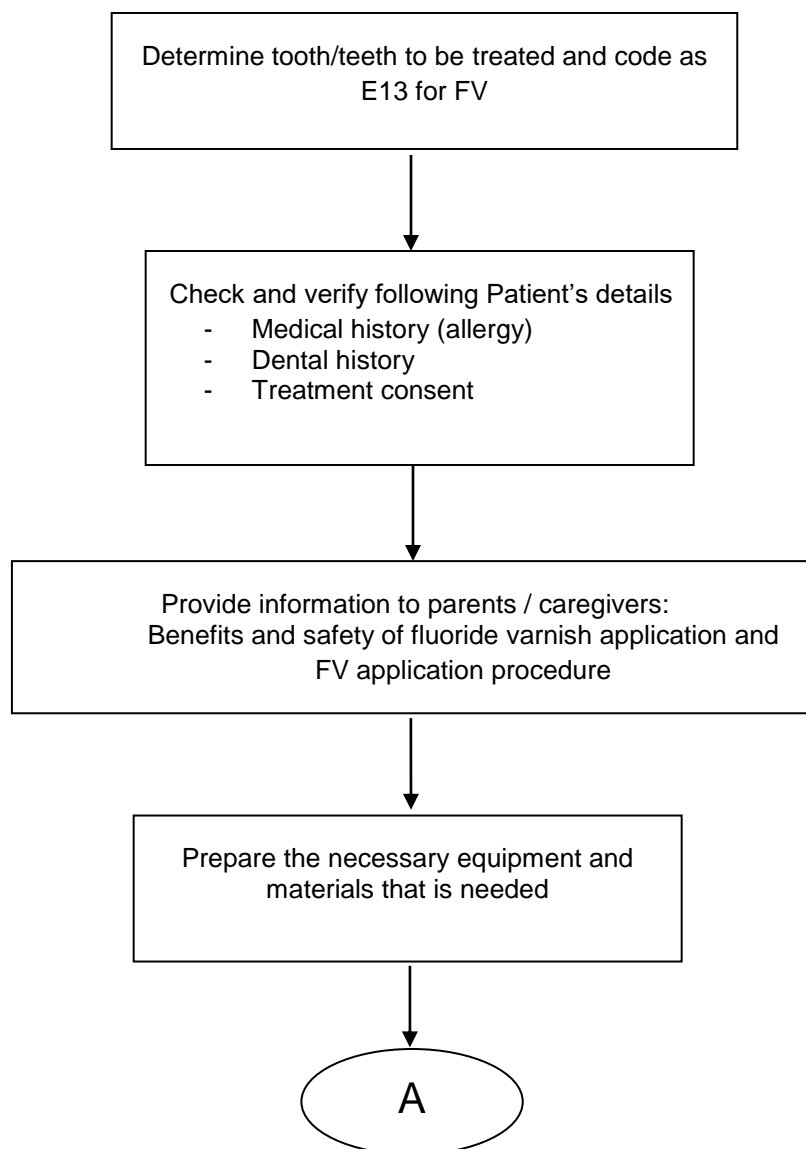 Determine tooth/teeth to be treated and code as
E13 for FV
Check and verify following Patient’s details
- Medical history (allergy)
- Dental history
- Treatment consent
Provide information to parents / caregivers:
Benefits and safety of fluoride varnish application and
FV application procedure
Prepare the necessary equipment and
materials that is needed
A